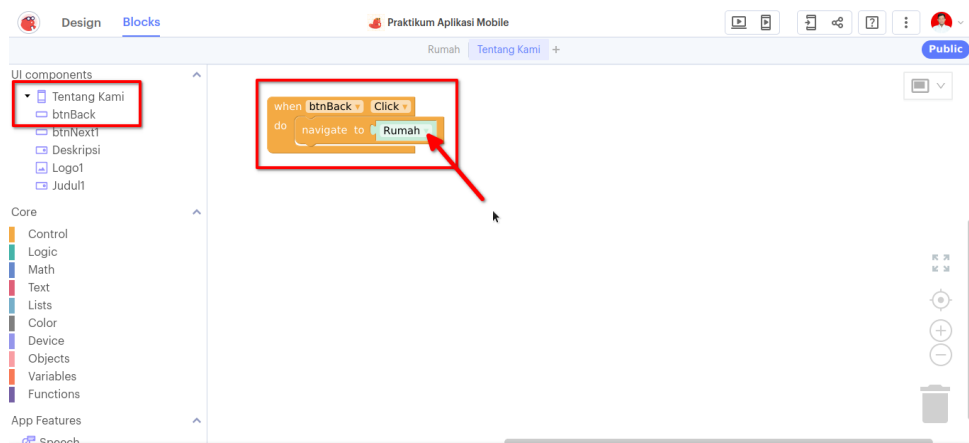 Design Blocks Praktikum Aplikasi Mobile
Rumah Tentang Kami + Public
UI components
Tentang Kami
btnBack
btnNext1
Deskripsi
Logo1
Judul1
Core
Control
Logic
Math
Text
Lists
Color
Device
Objects
Variables
Functions
App Features
Speech
when btnBack Click
do navigate to Rumah